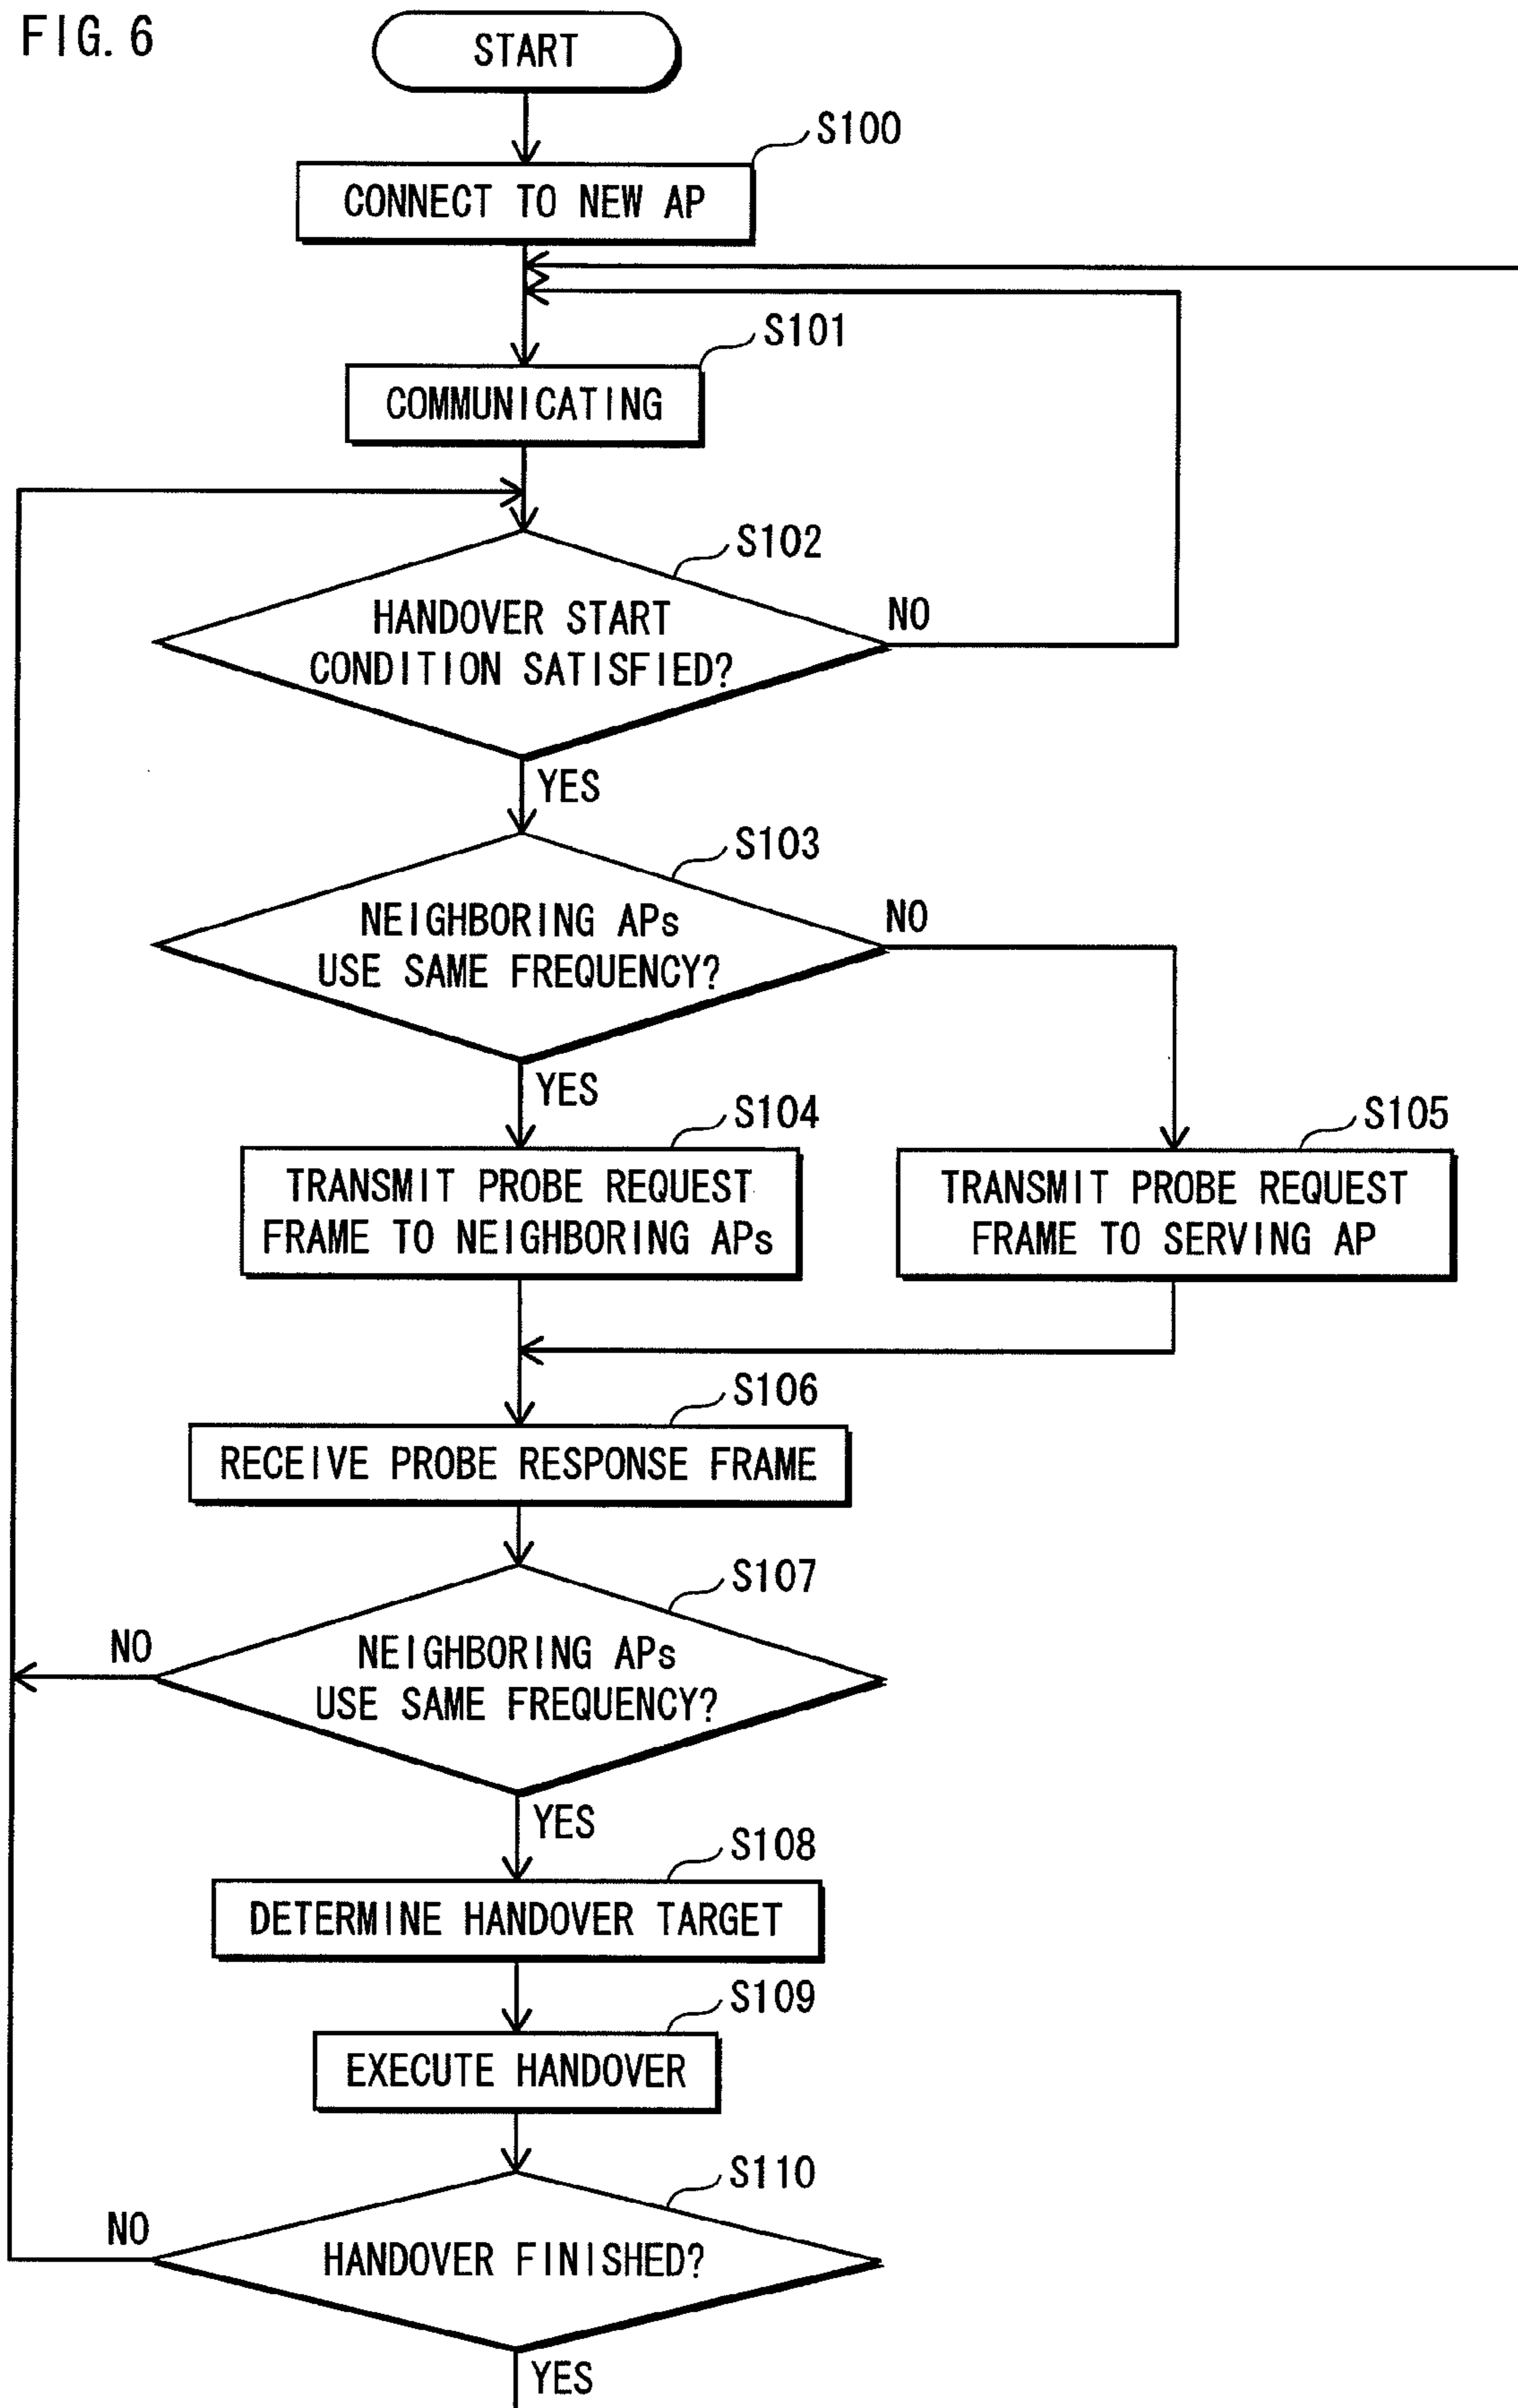 FIG. 6
START
S100
CONNECT TO NEW AP
S101
COMMUNICATING
S102
HANDOVER START
CONDITION SATISFIED?
NO
YES
S103
NEIGHBORING APs
USE SAME FREQUENCY?
NO
YES
S104
TRANSMIT PROBE REQUEST
FRAME TO NEIGHBORING APs
S105
TRANSMIT PROBE REQUEST
FRAME TO SERVING AP
S106
RECEIVE PROBE RESPONSE FRAME
S107
NEIGHBORING APs
USE SAME FREQUENCY?
NO
YES
S108
DETERMINE HANDOVER TARGET
S109
EXECUTE HANDOVER
S110
HANDOVER FINISHED?
NO
YES